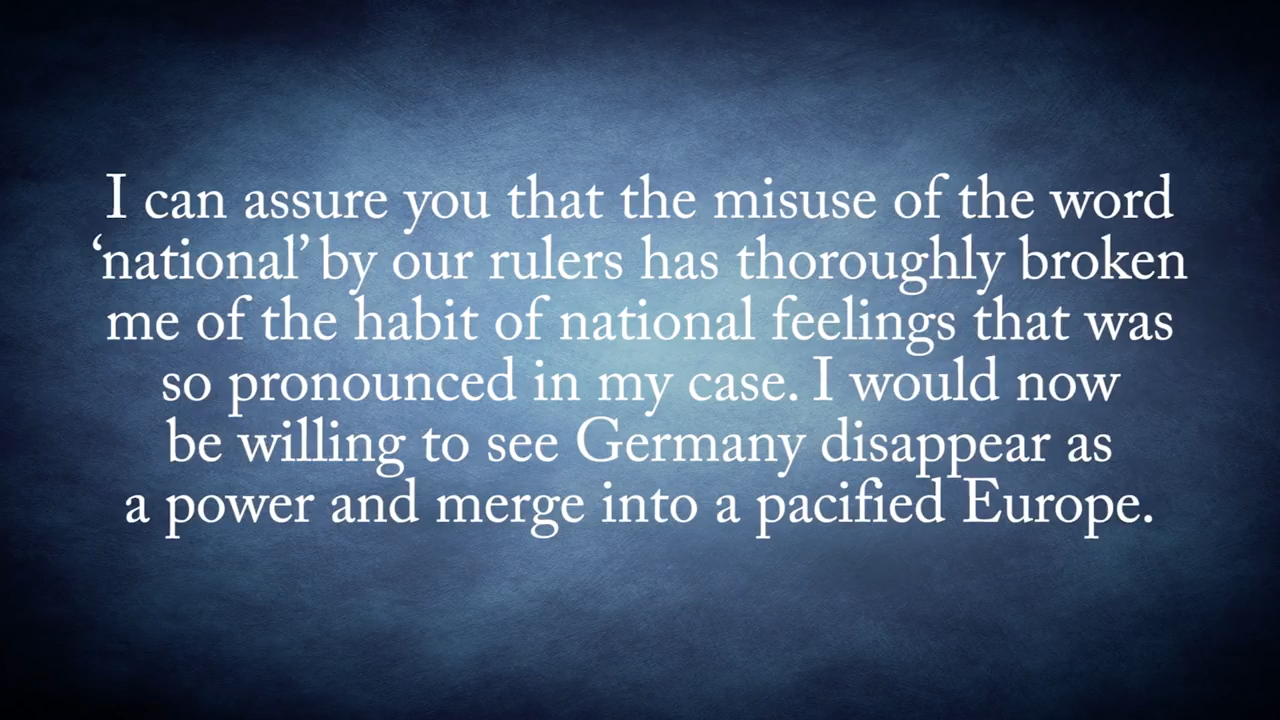 I can assure you that the misuse of the word
‘national’ by our rulers has thoroughly broken
me of the habit of national feelings that was
so pronounced in my case. I would now
be willing to see Germany disappear as
a power and merge into a pacified Europe.